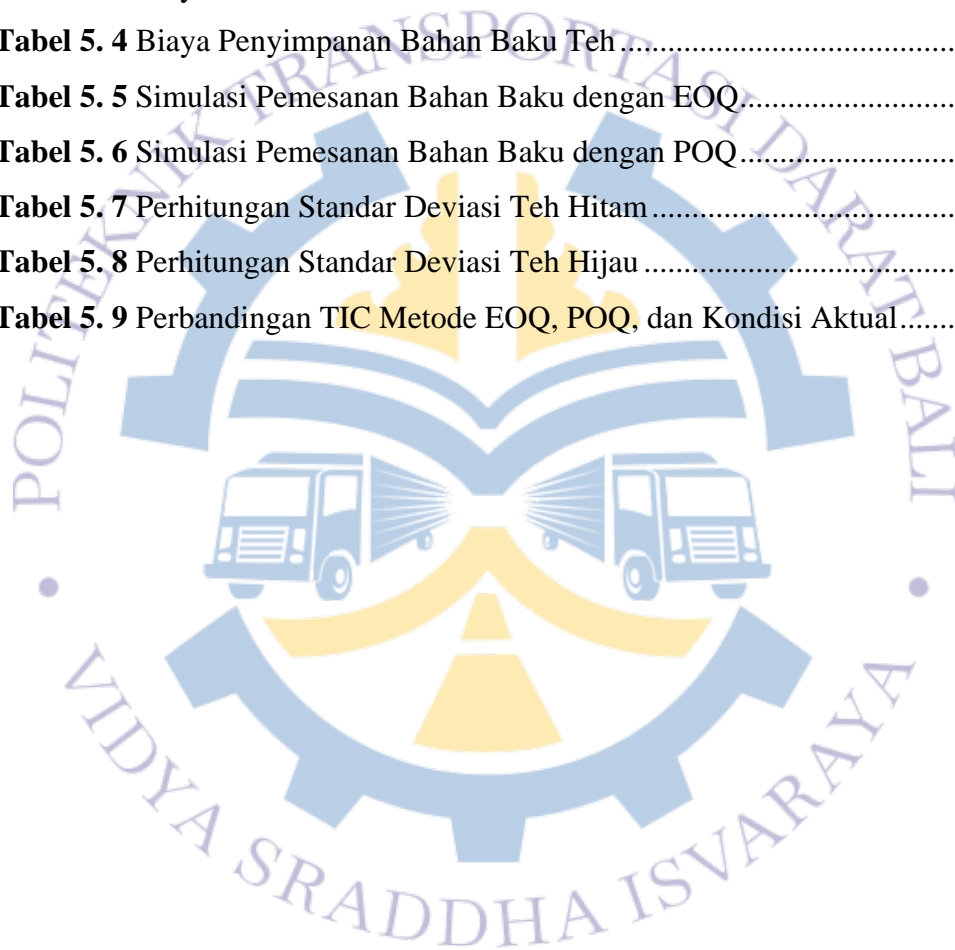 Tabel 5. 4 Biaya Penyimpanan Bahan Baku Teh........................................
Tabel 5. 5 Simulasi Pemesanan Bahan Baku dengan EOQ..........................
Tabel 5. 6 Simulasi Pemesanan Bahan Baku dengan POQ..........................
Tabel 5. 7 Perhitungan Standar Deviasi Teh Hitam.....................................
Tabel 5. 8 Perhitungan Standar Deviasi Teh Hijau ......................................
Tabel 5. 9 Perbandingan TIC Metode EOQ, POQ, dan Kondisi Aktual.......
POLITEKNIK TRANSPORTASI DARAT BALI
• VIDYA SRADDHA ISVARAYA •